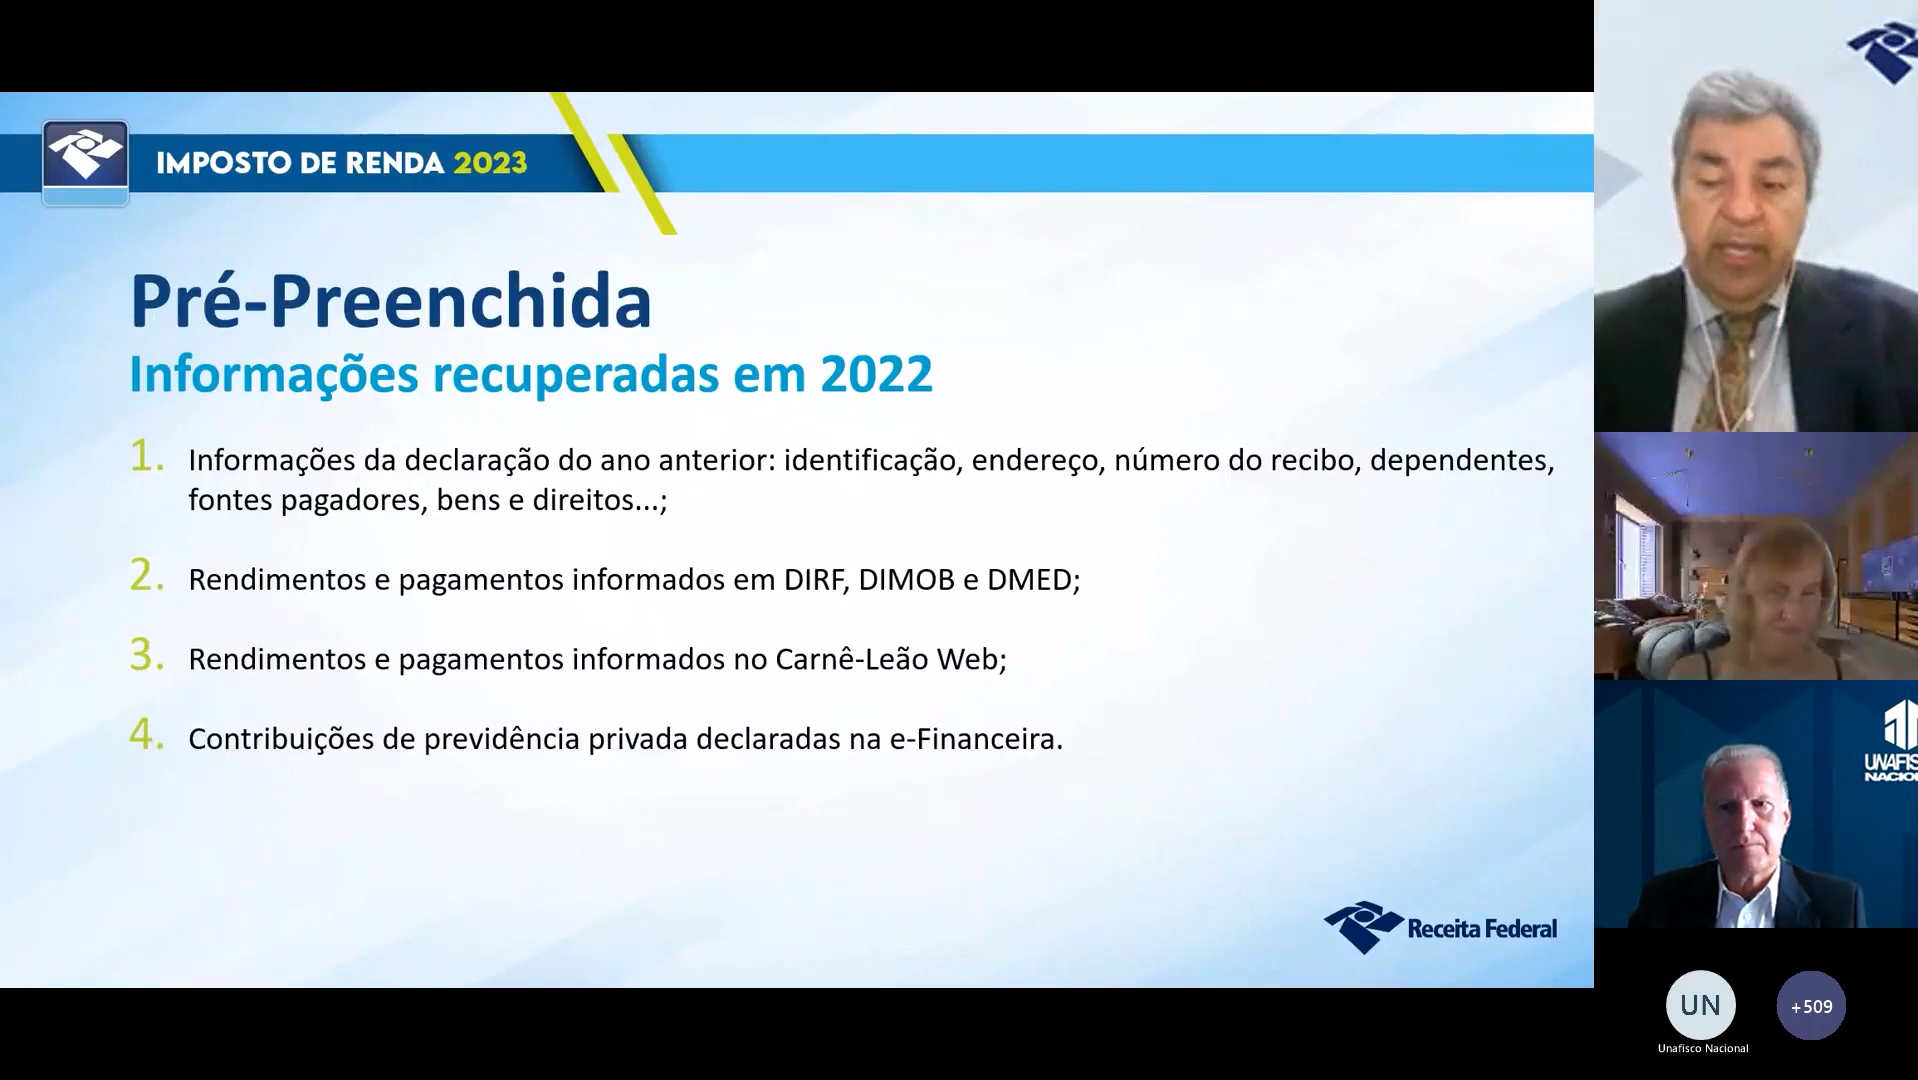 IMPOSTO DE RENDA 2023
Pré-Preenchida
Informações recuperadas em 2022
1. Informações da declaração do ano anterior: identificação, endereço, número do recibo, dependentes,
fontes pagadores, bens e direitos...;
2. Rendimentos e pagamentos informados em DIRF, DIMOB e DMED;
3. Rendimentos e pagamentos informados no Carnê-Leão Web;
4. Contribuições de previdência privada declaradas na e-Financeira.
Receita Federal
UNAFIS
NACIO
UN
+509
Unafisco Nacional